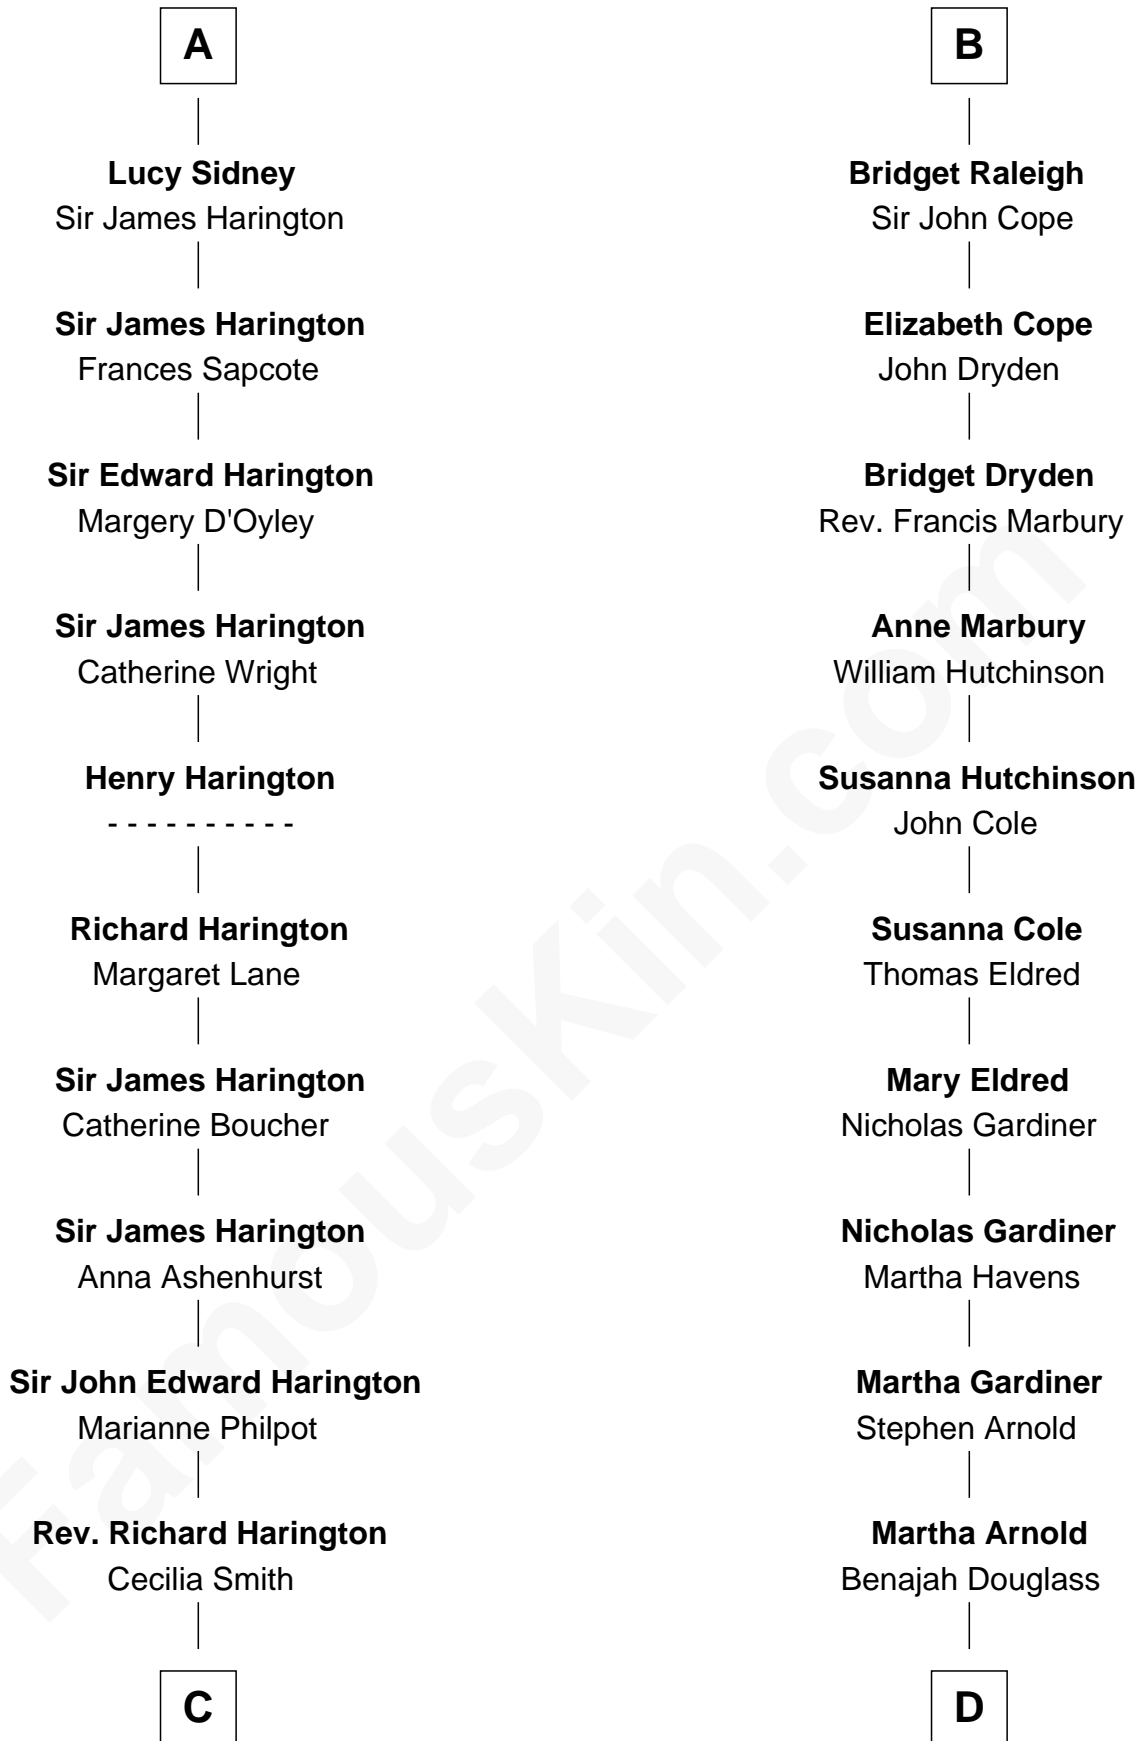 A
Lucy Sidney
Sir James Harington
Sir James Harington
Frances Sapcote
Sir Edward Harington
Margery D'Oyley
Sir James Harington
Catherine Wright
Henry Harington
- - - - - - - - - -
Richard Harington
Margaret Lane
Sir James Harington
Catherine Boucher
Sir James Harington
Anna Ashenhurst
Sir John Edward Harington
Marianne Philpot
Rev. Richard Harington
Cecilia Smith
C
B
Bridget Raleigh
Sir John Cope
Elizabeth Cope
John Dryden
Bridget Dryden
Rev. Francis Marbury
Anne Marbury
William Hutchinson
Susanna Hutchinson
John Cole
Susanna Cole
Thomas Eldred
Mary Eldred
Nicholas Gardiner
Nicholas Gardiner
Martha Havens
Martha Gardiner
Stephen Arnold
Martha Arnold
Benajah Douglass
D
FamousKin.com